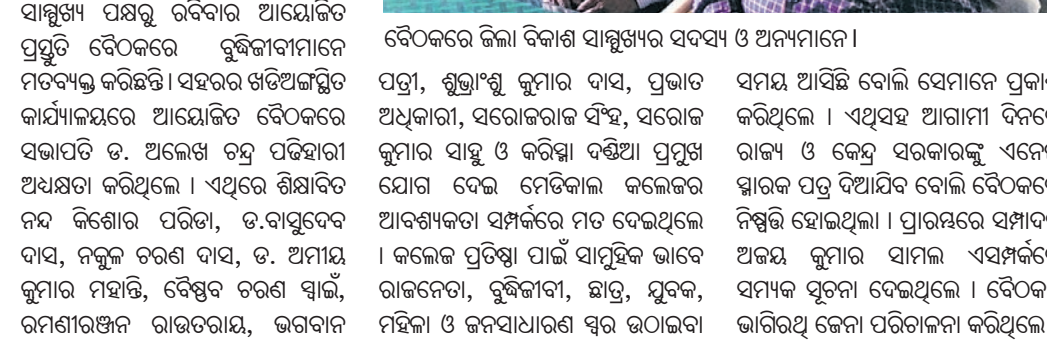 ସାମ୍ମୁଖ୍ୟ ପକ୍ଷରୁ ରବିବାର ଆୟୋଜିତ
ପ୍ରସ୍ତୁତି ବୈଠକରେ ବୁଦ୍ଧିଜୀବୀମାନେ
ମତବ୍ୟକ୍ତ କରିଛନ୍ତି । ସହରର ଖଡିଅଙ୍ଗସ୍ଥିତ
କାର୍ଯ୍ୟାଳୟରେ ଆୟୋଜିତ ବୈଠକରେ
ସଭାପତି ଡ. ଅଲେଖ ଚନ୍ଦ୍ର ପଢିହାରୀ
ଅଧ୍ୟକ୍ଷତା କରିଥିଲେ । ଏଥିରେ ଶିକ୍ଷାବିତ
ନନ୍ଦ କିଶୋର ପରିଡା, ଡ.ବାସୁଦେବ
ଦାସ, ନକୁଳ ଚରଣ ଦାସ, ଡ. ଅମୀୟ
କୁମାର ମହାନ୍ତି, ବୈଷ୍ଣବ ଚରଣ ସ୍ୱାଇଁ,
ରମଣୀରଞ୍ଜନ ରାଉତରାୟ, ଭଗବାନ
ବୈଠକରେ ଜିଲା ବିକାଶ ସାମ୍ମୁଖ୍ୟର ସଦସ୍ୟ ଓ ଅନ୍ୟମାନେ ।
ପତ୍ରୀ, ଶୁଭ୍ରାଂଶୁ କୁମାର ଦାସ, ପ୍ରଭାତ
ଅଧିକାରୀ, ସରୋଜରାଜ ସିଂହ, ସରୋଜ
କୁମାର ସାହୁ ଓ କରିସ୍ମା ଦଣ୍ଡିଆ ପ୍ରମୁଖ
ଯୋଗ ଦେଇ ମେଡିକାଲ କଲେଜର
ଆବଶ୍ୟକତା ସମ୍ପର୍କରେ ମତ ଦେଇଥିଲେ
। କଲେଜ ପ୍ରତିଷ୍ଠା ପାଇଁ ସାମୁହିକ ଭାବେ
ରାଜନେତା, ବୁଦ୍ଧିଜୀବୀ, ଛାତ୍ର, ଯୁବକ,
ମହିଳା ଓ ଜନସାଧାରଣ ସ୍ୱର ଉଠାଇବା
ସମୟ ଆସିଛି ବୋଲି ସେମାନେ
କରିଥିଲେ । ଏଥିସହ ଆଗାମୀ
ରାଜ୍ୟ ଓ କେନ୍ଦ୍ର ସରକାରଙ୍କୁ
ସ୍ମାରକ ପତ୍ର ଦିଆଯିବ ବୋଲି
ନିଷ୍ପତ୍ତି ହୋଇଥିଲା । ପ୍ରାରମ୍ଭରେ
ଅଜୟ କୁମାର ସାମଲ
ସମ୍ୟକ ସୂଚନା ଦେଇଥିଲେ ।
ଭାଗିରଥି ଜେନା ପରିଚାଳନା କରିଥିଲେ